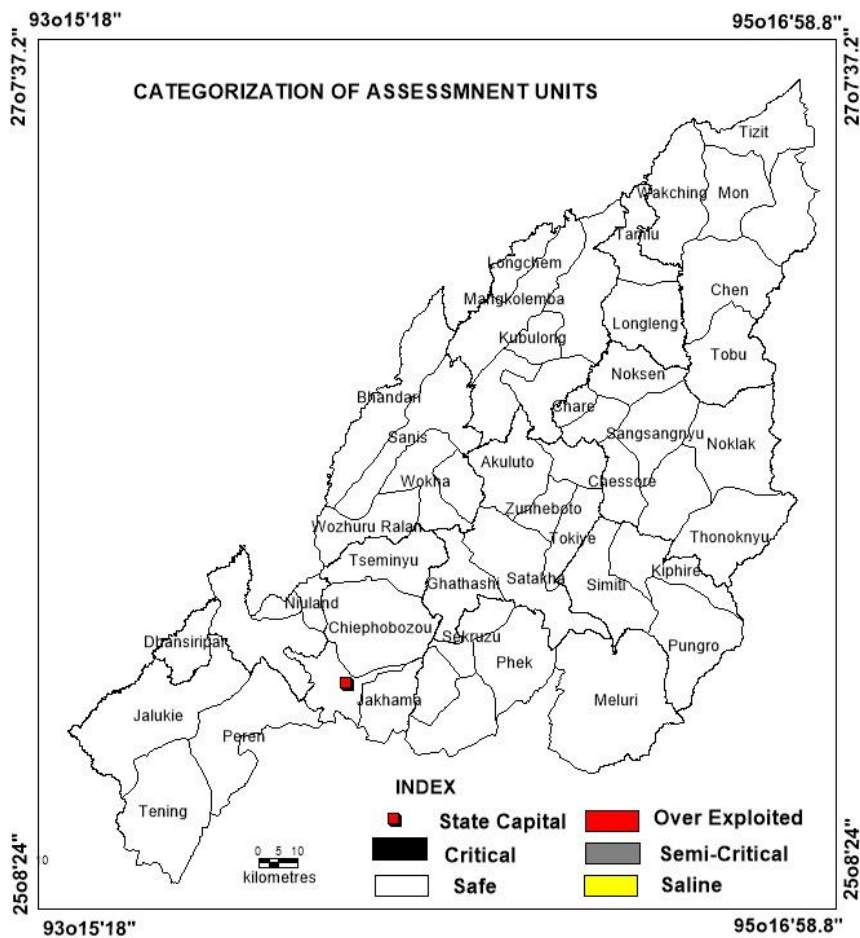 93o15'18"
95o16'58.8"
27o7'37.2"
27o7'37.2"
CATEGORIZATION OF ASSESSMNENT UNITS
Tizit
Wakching
Mon
Tamlu
Longchem
Chen
Mangkolemba
Longleng
Kubulong
Tobu
Noksen
Bhandari
Chare
Sanis
Sangsangnyu
Noklak
Akuluto
Wokha
Chessore
Zunheboto
Wozhuru Ralan
Tokiye
Thonoknyu
Tseminyu
Kiphire
Ghathashi
Satakha
Simiti
Niuland
Chiephobozou
Sekruzu
Dhansiripar
Phek
Pungro
Jakhama
Meluri
Jalukie
Peren
Tening
INDEX
State Capital
Over Exploited
Critical
Semi-Critical
Safe
Saline
0 5 10
kilometres
10
25o8'24"
25o8'24"
93o15'18"
95o16'58.8"